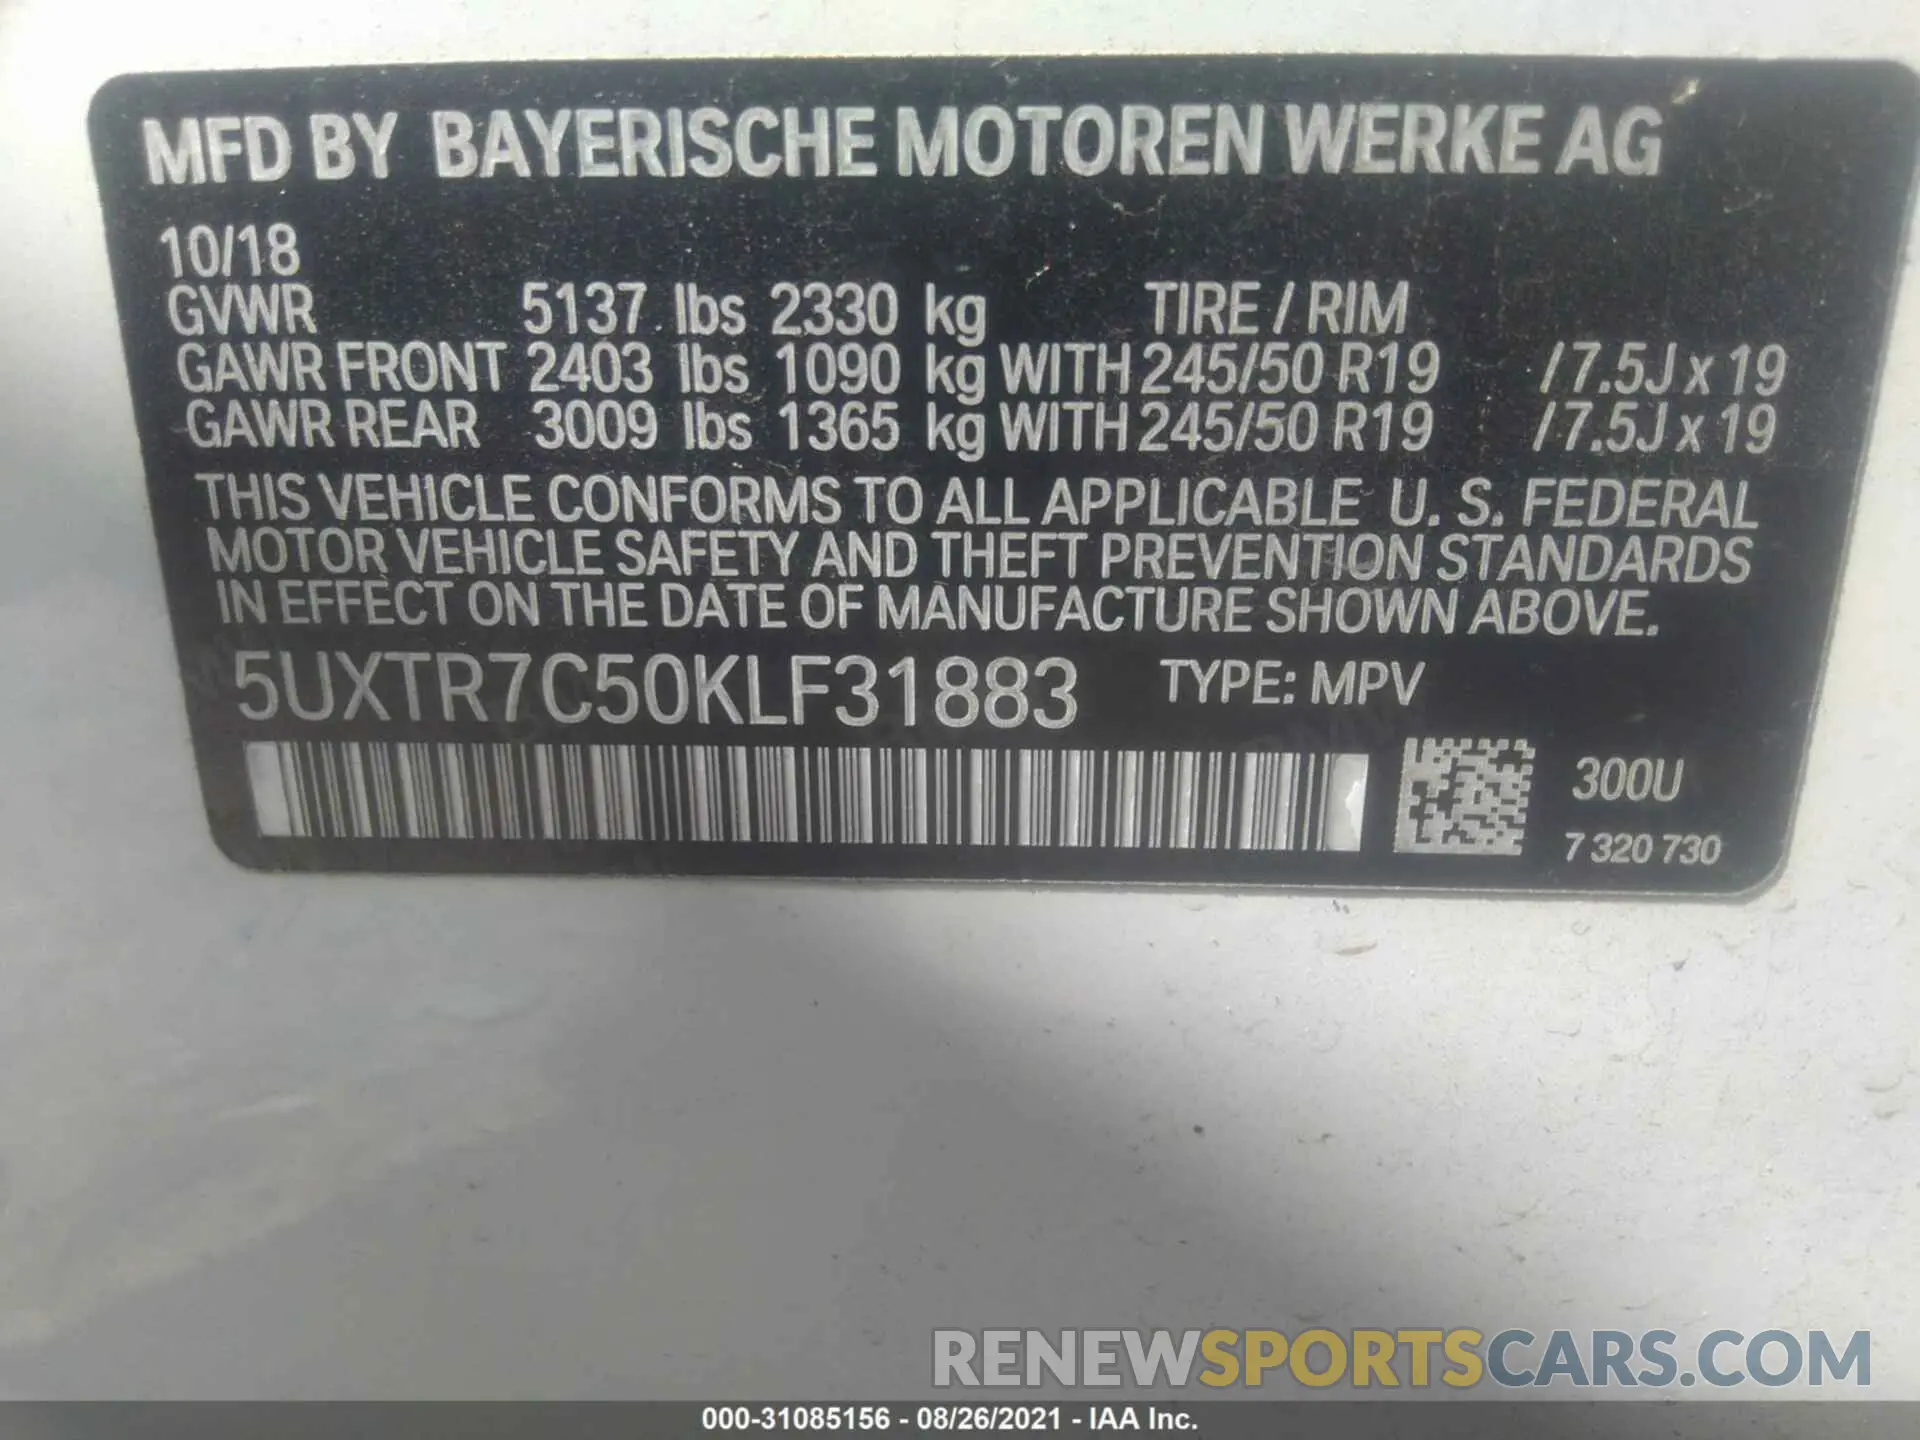 MFD BY BAYERISCHE MOTOREN WERKE AG
10/18
GVWR 5137 lbs 2330 kg TIRE / RIM
GAWR FRONT 2403 lbs 1090 kg WITH 245/50 R19 /7.5J x 19
GAWR REAR 3009 lbs 1365 kg WITH 245/50 R19 /7.5J x 19
THIS VEHICLE CONFORMS TO ALL APPLICABLE U. S. FEDERAL
MOTOR VEHICLE SAFETY AND THEFT PREVENTION STANDARDS
IN EFFECT ON THE DATE OF MANUFACTURE SHOWN ABOVE.
5UXTR7C50KLF31883 TYPE: MPV
300U
7 320 730
RENEWSPORTSCARS.COM
000-31085156 - 08/26/2021 - IAA Inc.